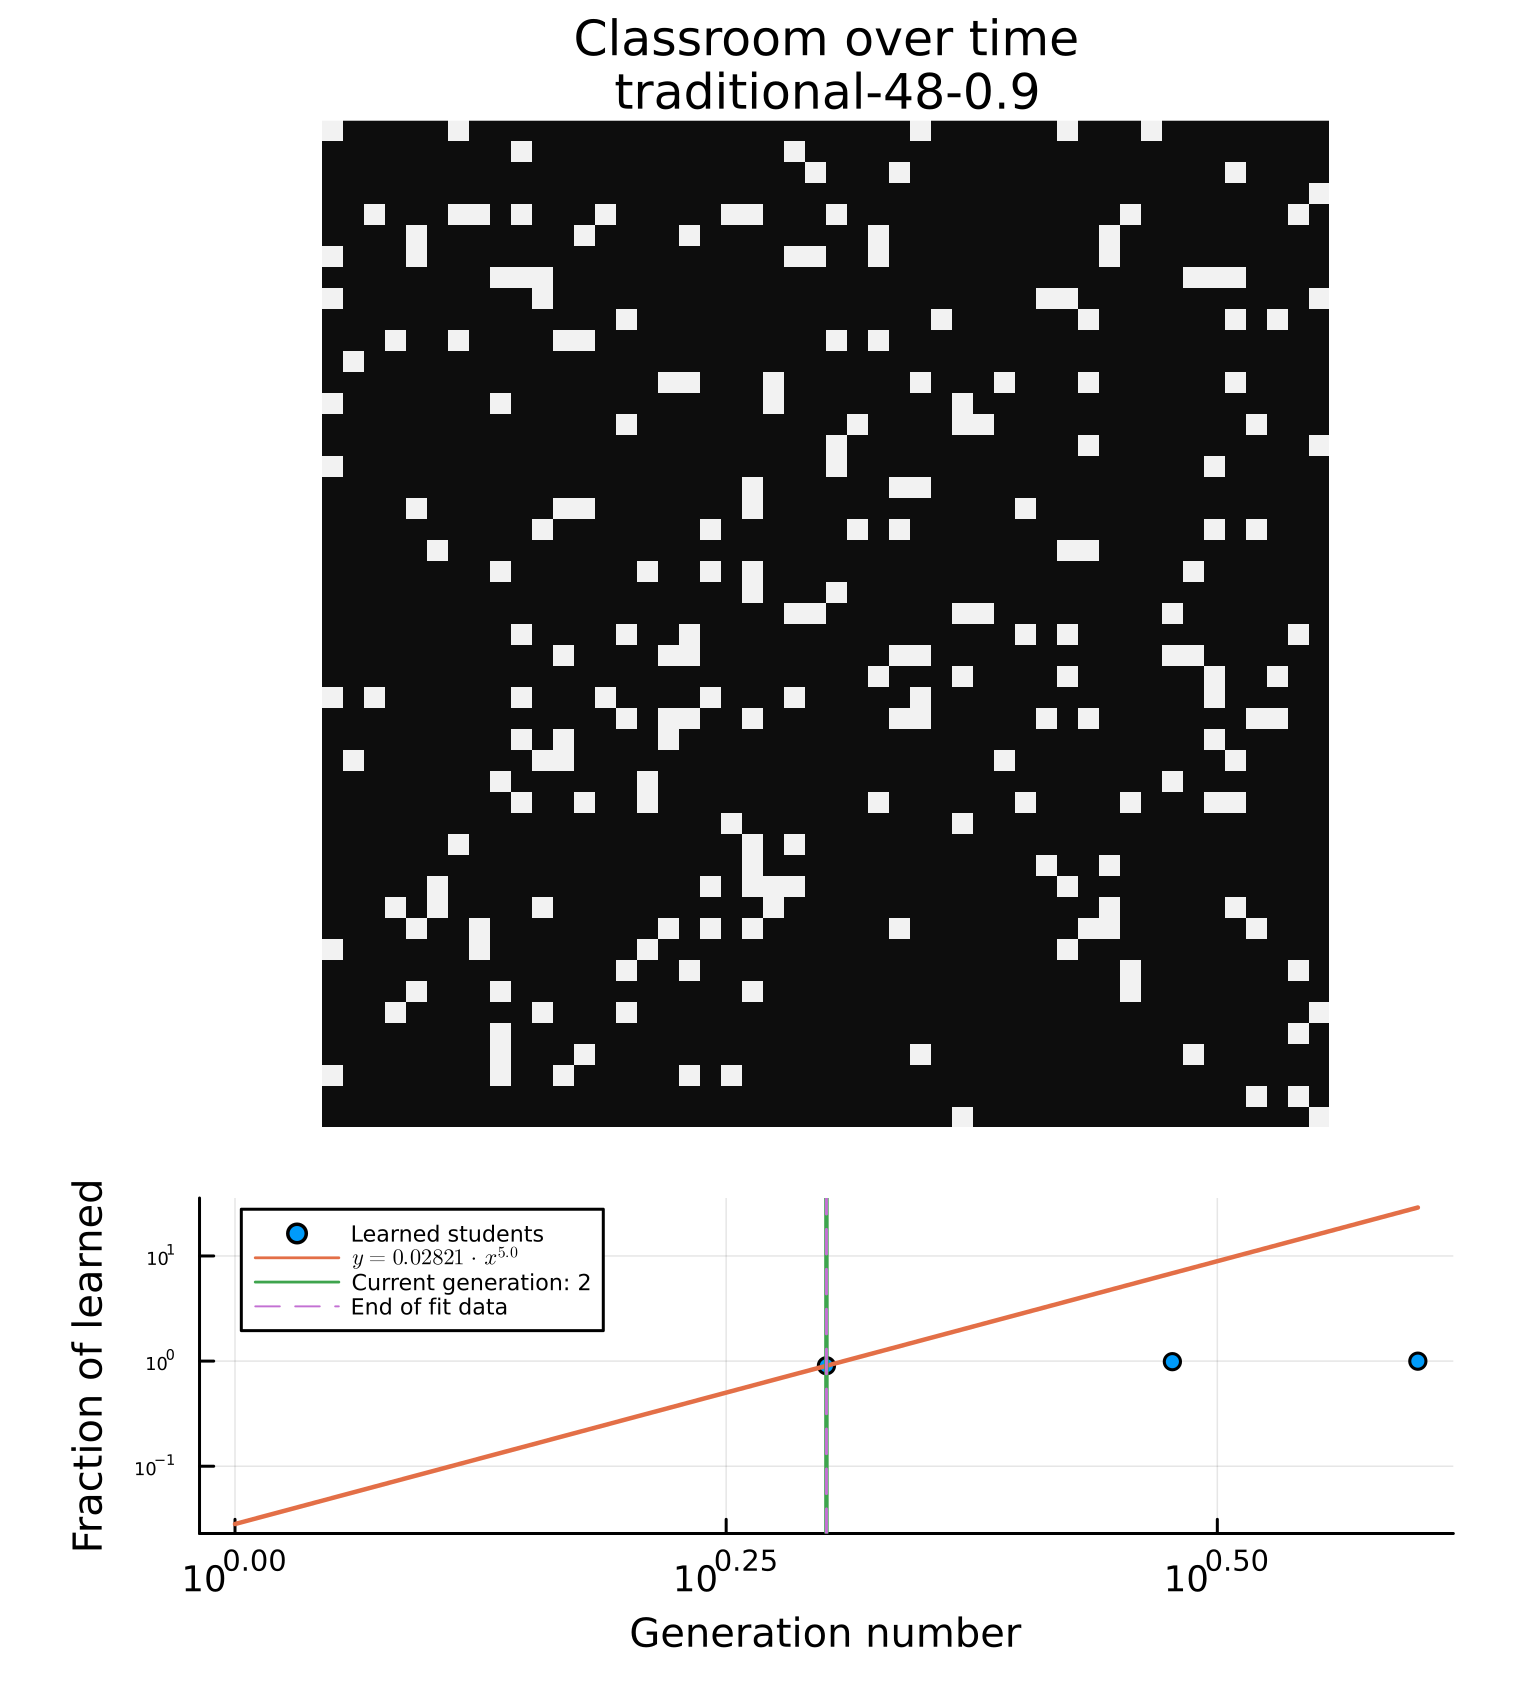 Classroom over time
traditional-48-0.9
Fraction of learned
10^1
10^0
10^−1
Learned students
y = 0.02821 · x^5.0
Current generation: 2
End of fit data
10^0.00
10^0.25
10^0.50
Generation number